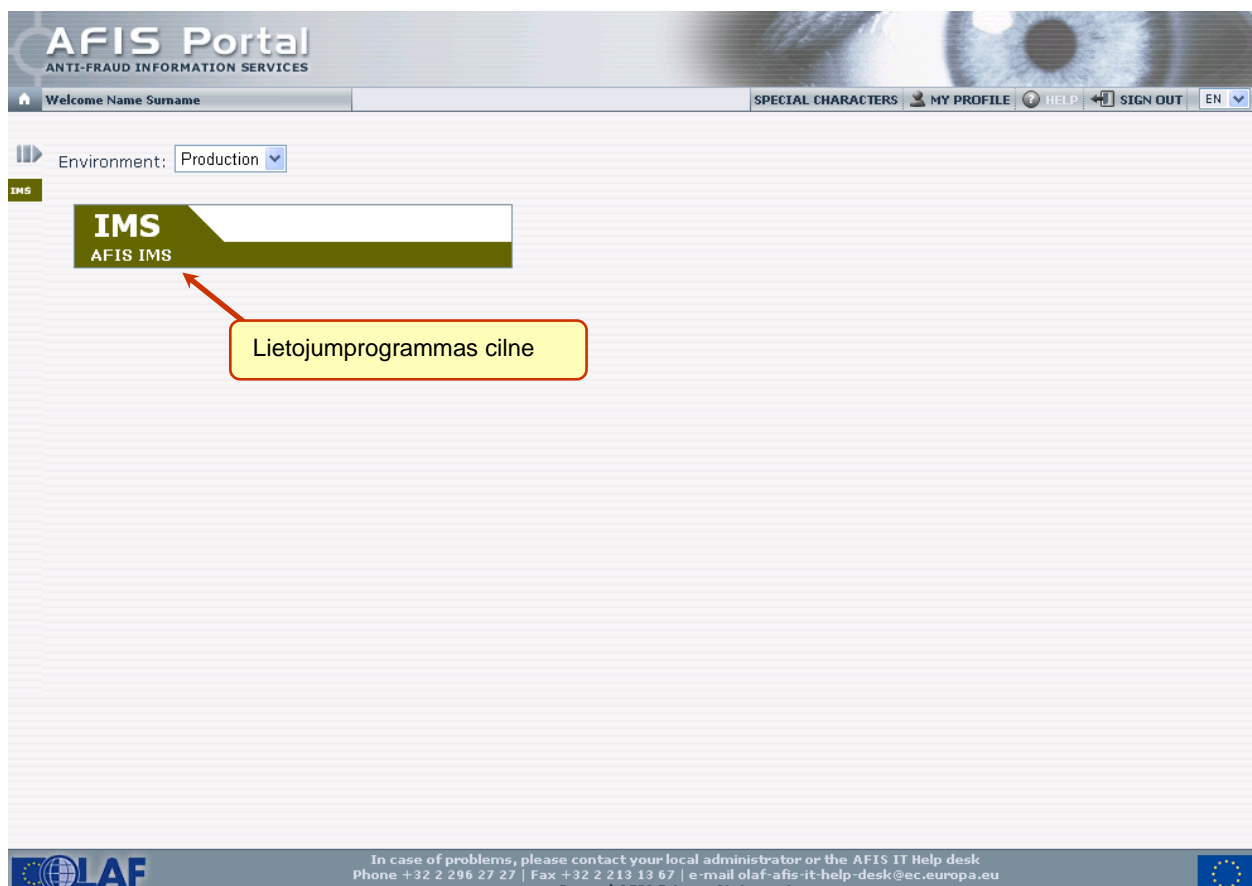 AFIS Portal
ANTI-FRAUD INFORMATION SERVICES
Welcome Name Surname SPECIAL CHARACTERS MY PROFILE HELP SIGN OUT EN
Environment: Production
IMS
IMS
AFIS IMS
Lietojumprogrammas cilne
OLAF
In case of problems, please contact your local administrator or the AFIS IT Help desk
Phone +32 2 296 27 27 | Fax +32 2 213 13 67 | e-mail olaf-afis-it-help-desk@ec.europa.eu